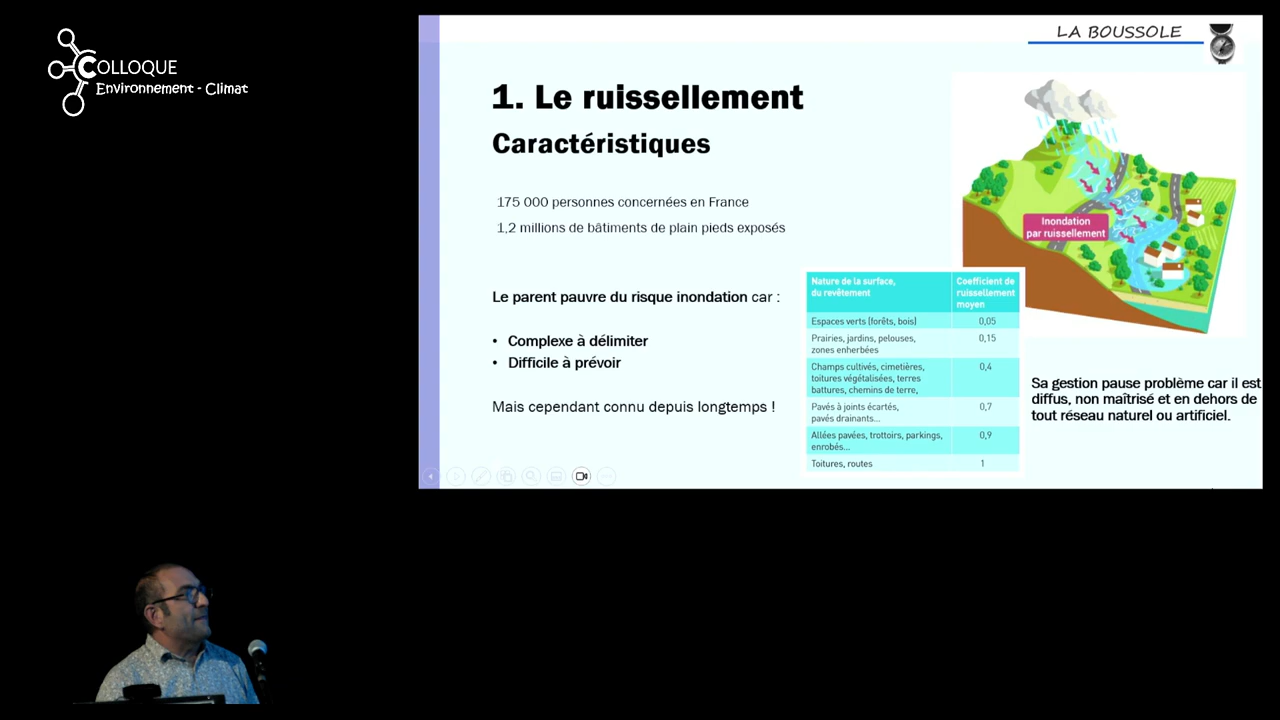 COLLOQUE
Environnement - Climat
LA BOUSSOLE
1. Le ruissellement
Caractéristiques
175 000 personnes concernées en France
1,2 millions de bâtiments de plain pieds exposés
Inondation
par ruissellement
Le parent pauvre du risque inondation car :
• Complexe à délimiter
• Difficile à prévoir
Mais cependant connu depuis longtemps !
Nature de la surface,
du revêtement
Coefficient de
ruissellement
moyen
Espaces verts (forêts, bois)
0,05
Prairies, jardins, pelouses,
zones enherbées
0,15
Champs cultivés, cimetières,
toitures végétalisées, terres
battures, chemins de terre,
0,4
Pavés à joints écartés,
pavés drainants...
0,7
Allées pavées, trottoirs, parkings,
enrobés...
0,9
Toitures, routes
1
Sa gestion pause problème car il est
diffus, non maîtrisé et en dehors de
tout réseau naturel ou artificiel.